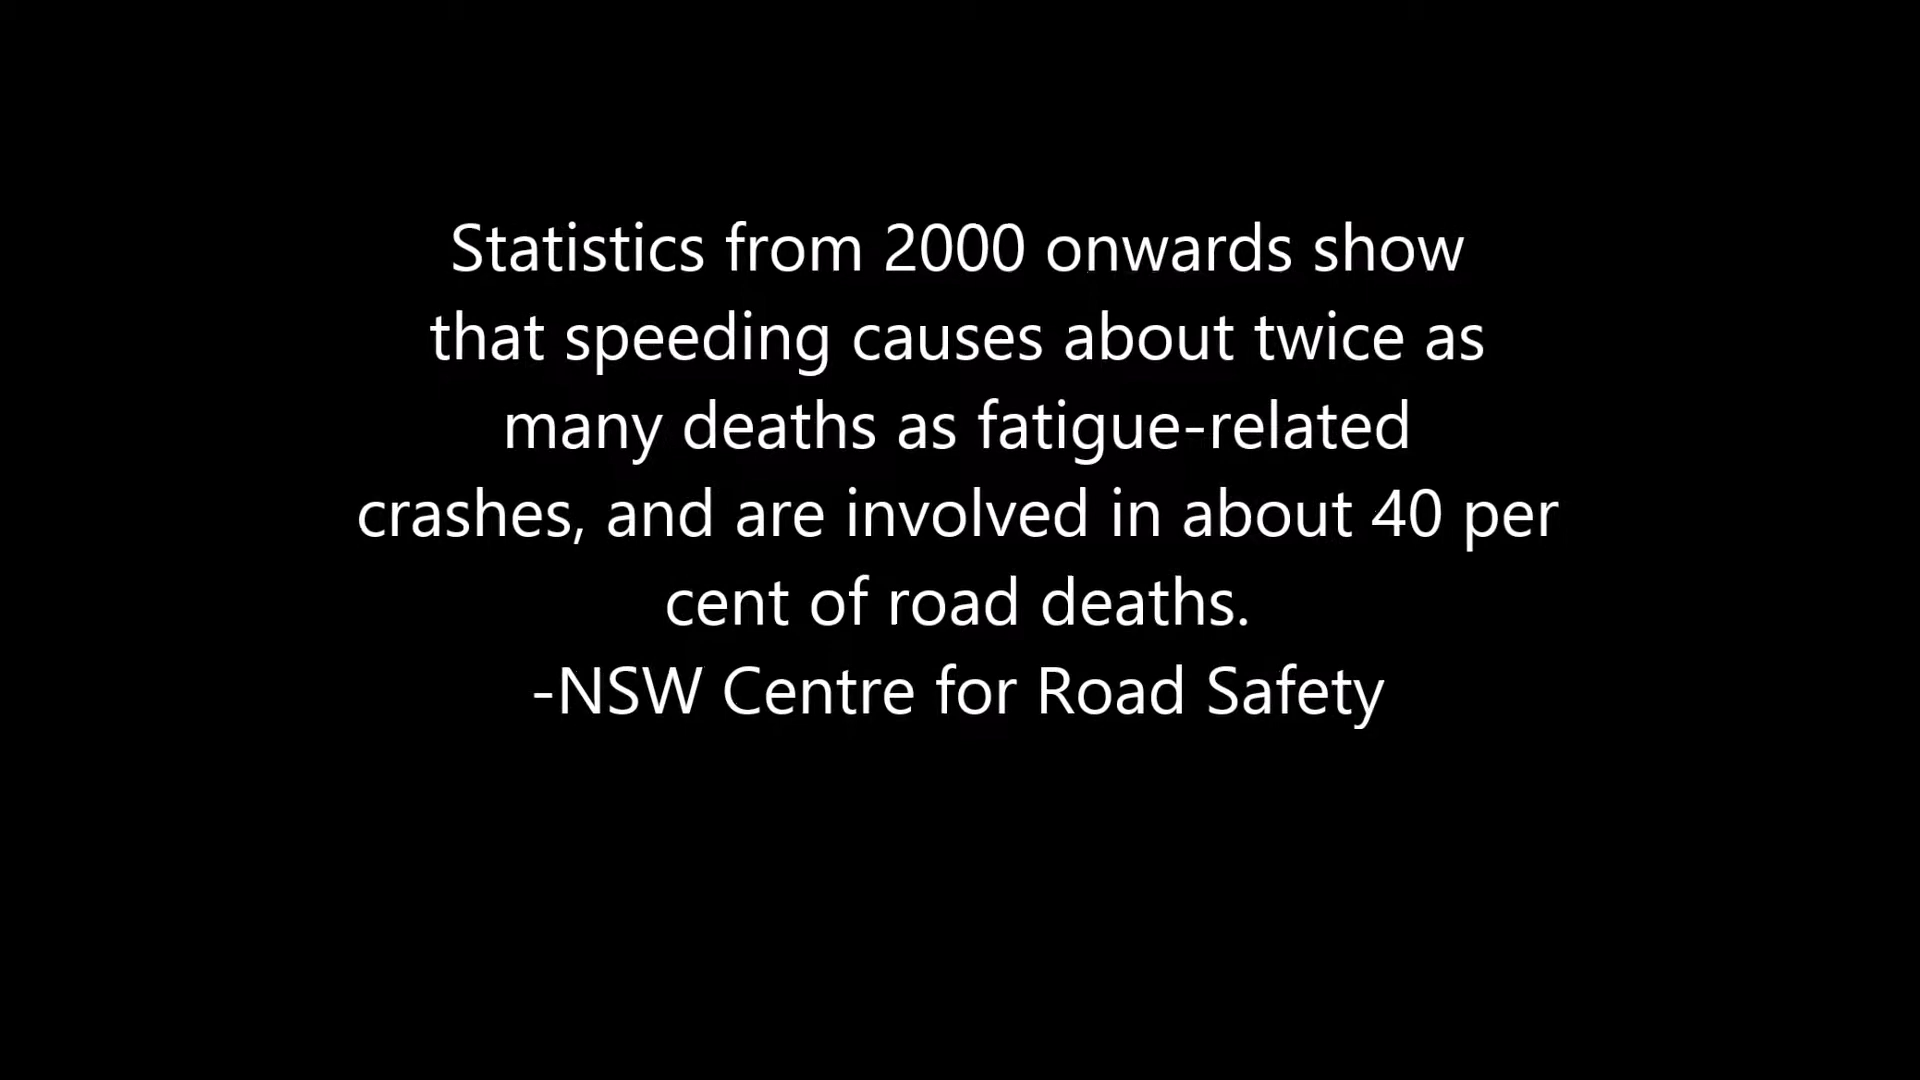 Statistics from 2000 onwards show
that speeding causes about twice as
many deaths as fatigue-related
crashes, and are involved in about 40 per
cent of road deaths.
-NSW Centre for Road Safety